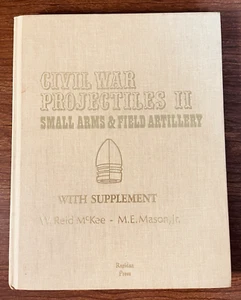 CIVIL WAR
PROJECTILES II
SMALL ARMS & FIELD ARTILLERY
WITH SUPPLEMENT
Reid McKee - M.E. Mason, Jr.
Rapidan
Press